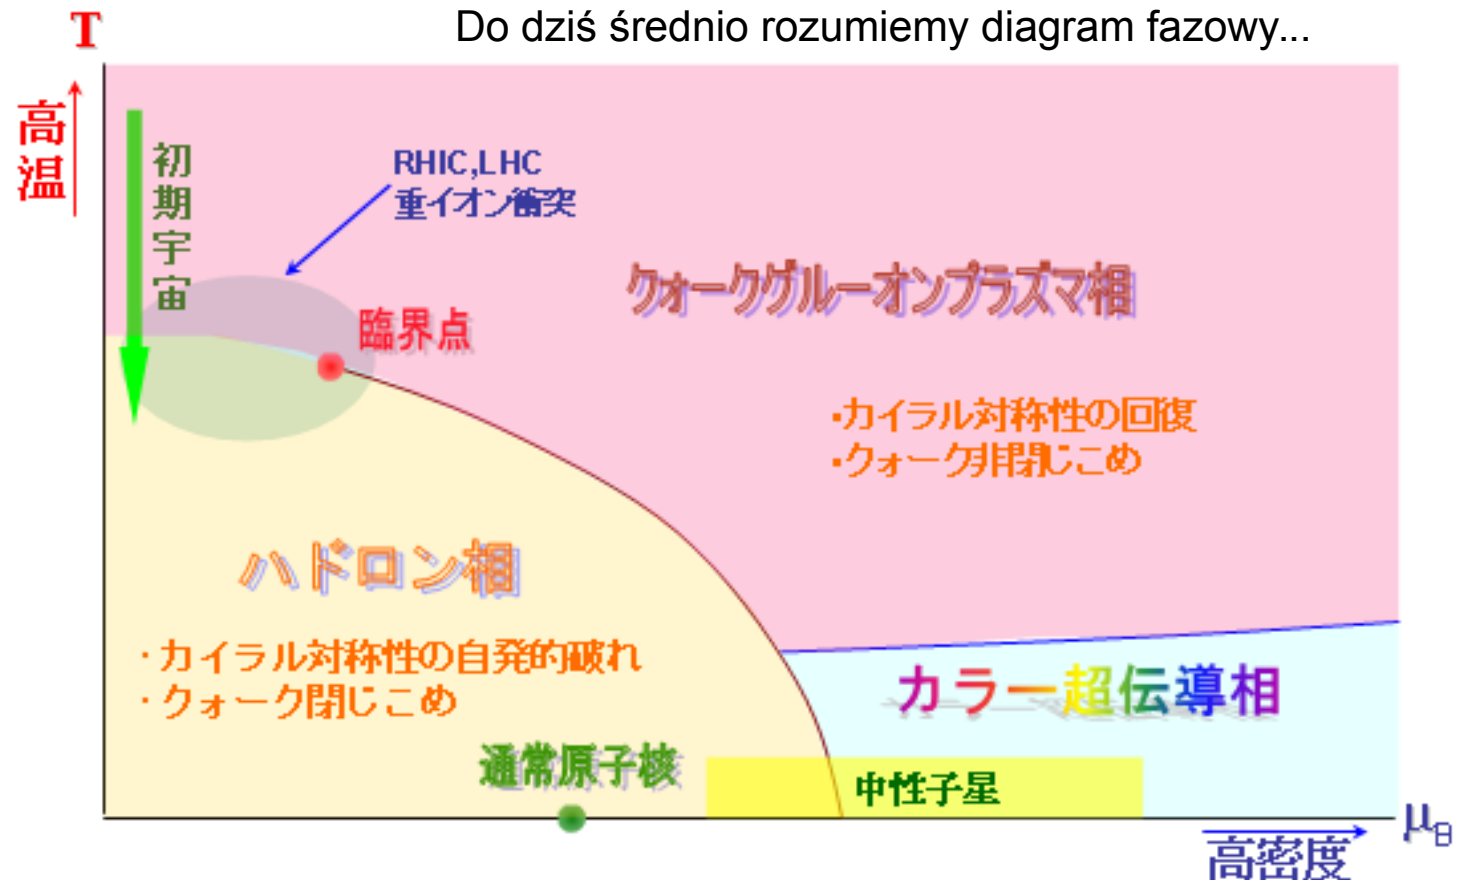 Do dziś średnio rozumiemy diagram fazowy...
T
高温
初期宇宙
RHIC,LHC
重イオン衝突
クォークグルーオンプラズマ相
臨界点
・カイラル対称性の回復
・クォーク非閉じこめ
ハドロン相
・カイラル対称性の自発的破れ
・クォーク閉じこめ
カラー超伝導相
通常原子核
中性子星
μB
高密度